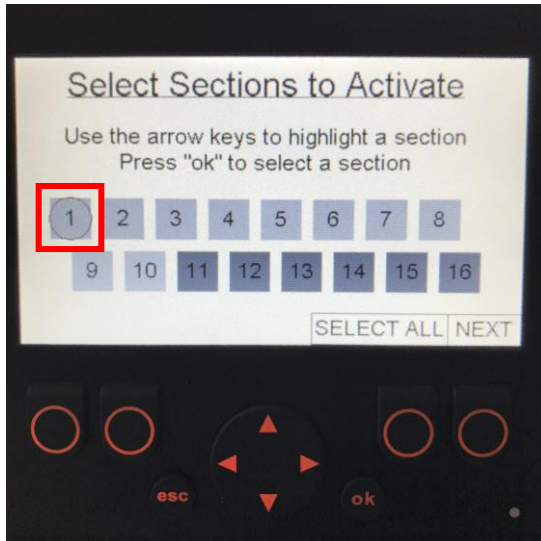 Select Sections to Activate
Use the arrow keys to highlight a section
Press "ok" to select a section
1 2 3 4 5 6 7 8
9 10 11 12 13 14 15 16
SELECT ALL NEXT
esc ok